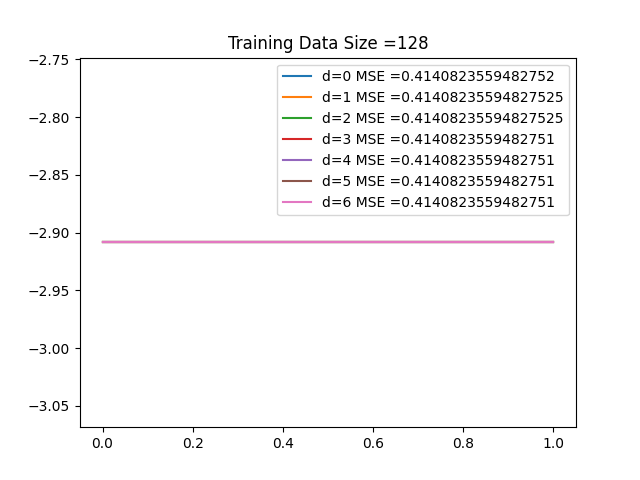 Training Data Size =128
−2.75
−2.80
−2.85
−2.90
−2.95
−3.00
−3.05
d=0 MSE =0.4140823559482752
d=1 MSE =0.41408235594827525
d=2 MSE =0.41408235594827525
d=3 MSE =0.4140823559482751
d=4 MSE =0.4140823559482751
d=5 MSE =0.4140823559482751
d=6 MSE =0.4140823559482751
0.0 0.2 0.4 0.6 0.8 1.0